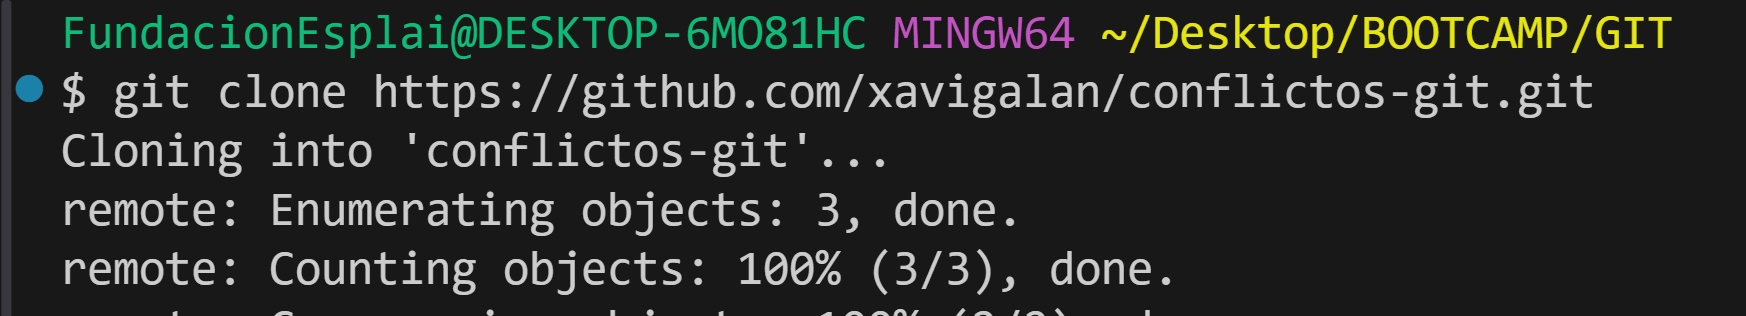 FundacionEsplai@DESKTOP-6MO81HC MINGW64 ~/Desktop/BOOTCAMP/GIT
$ git clone https://github.com/xavigalan/conflictos-git.git
Cloning into 'conflictos-git'...
remote: Enumerating objects: 3, done.
remote: Counting objects: 100% (3/3), done.